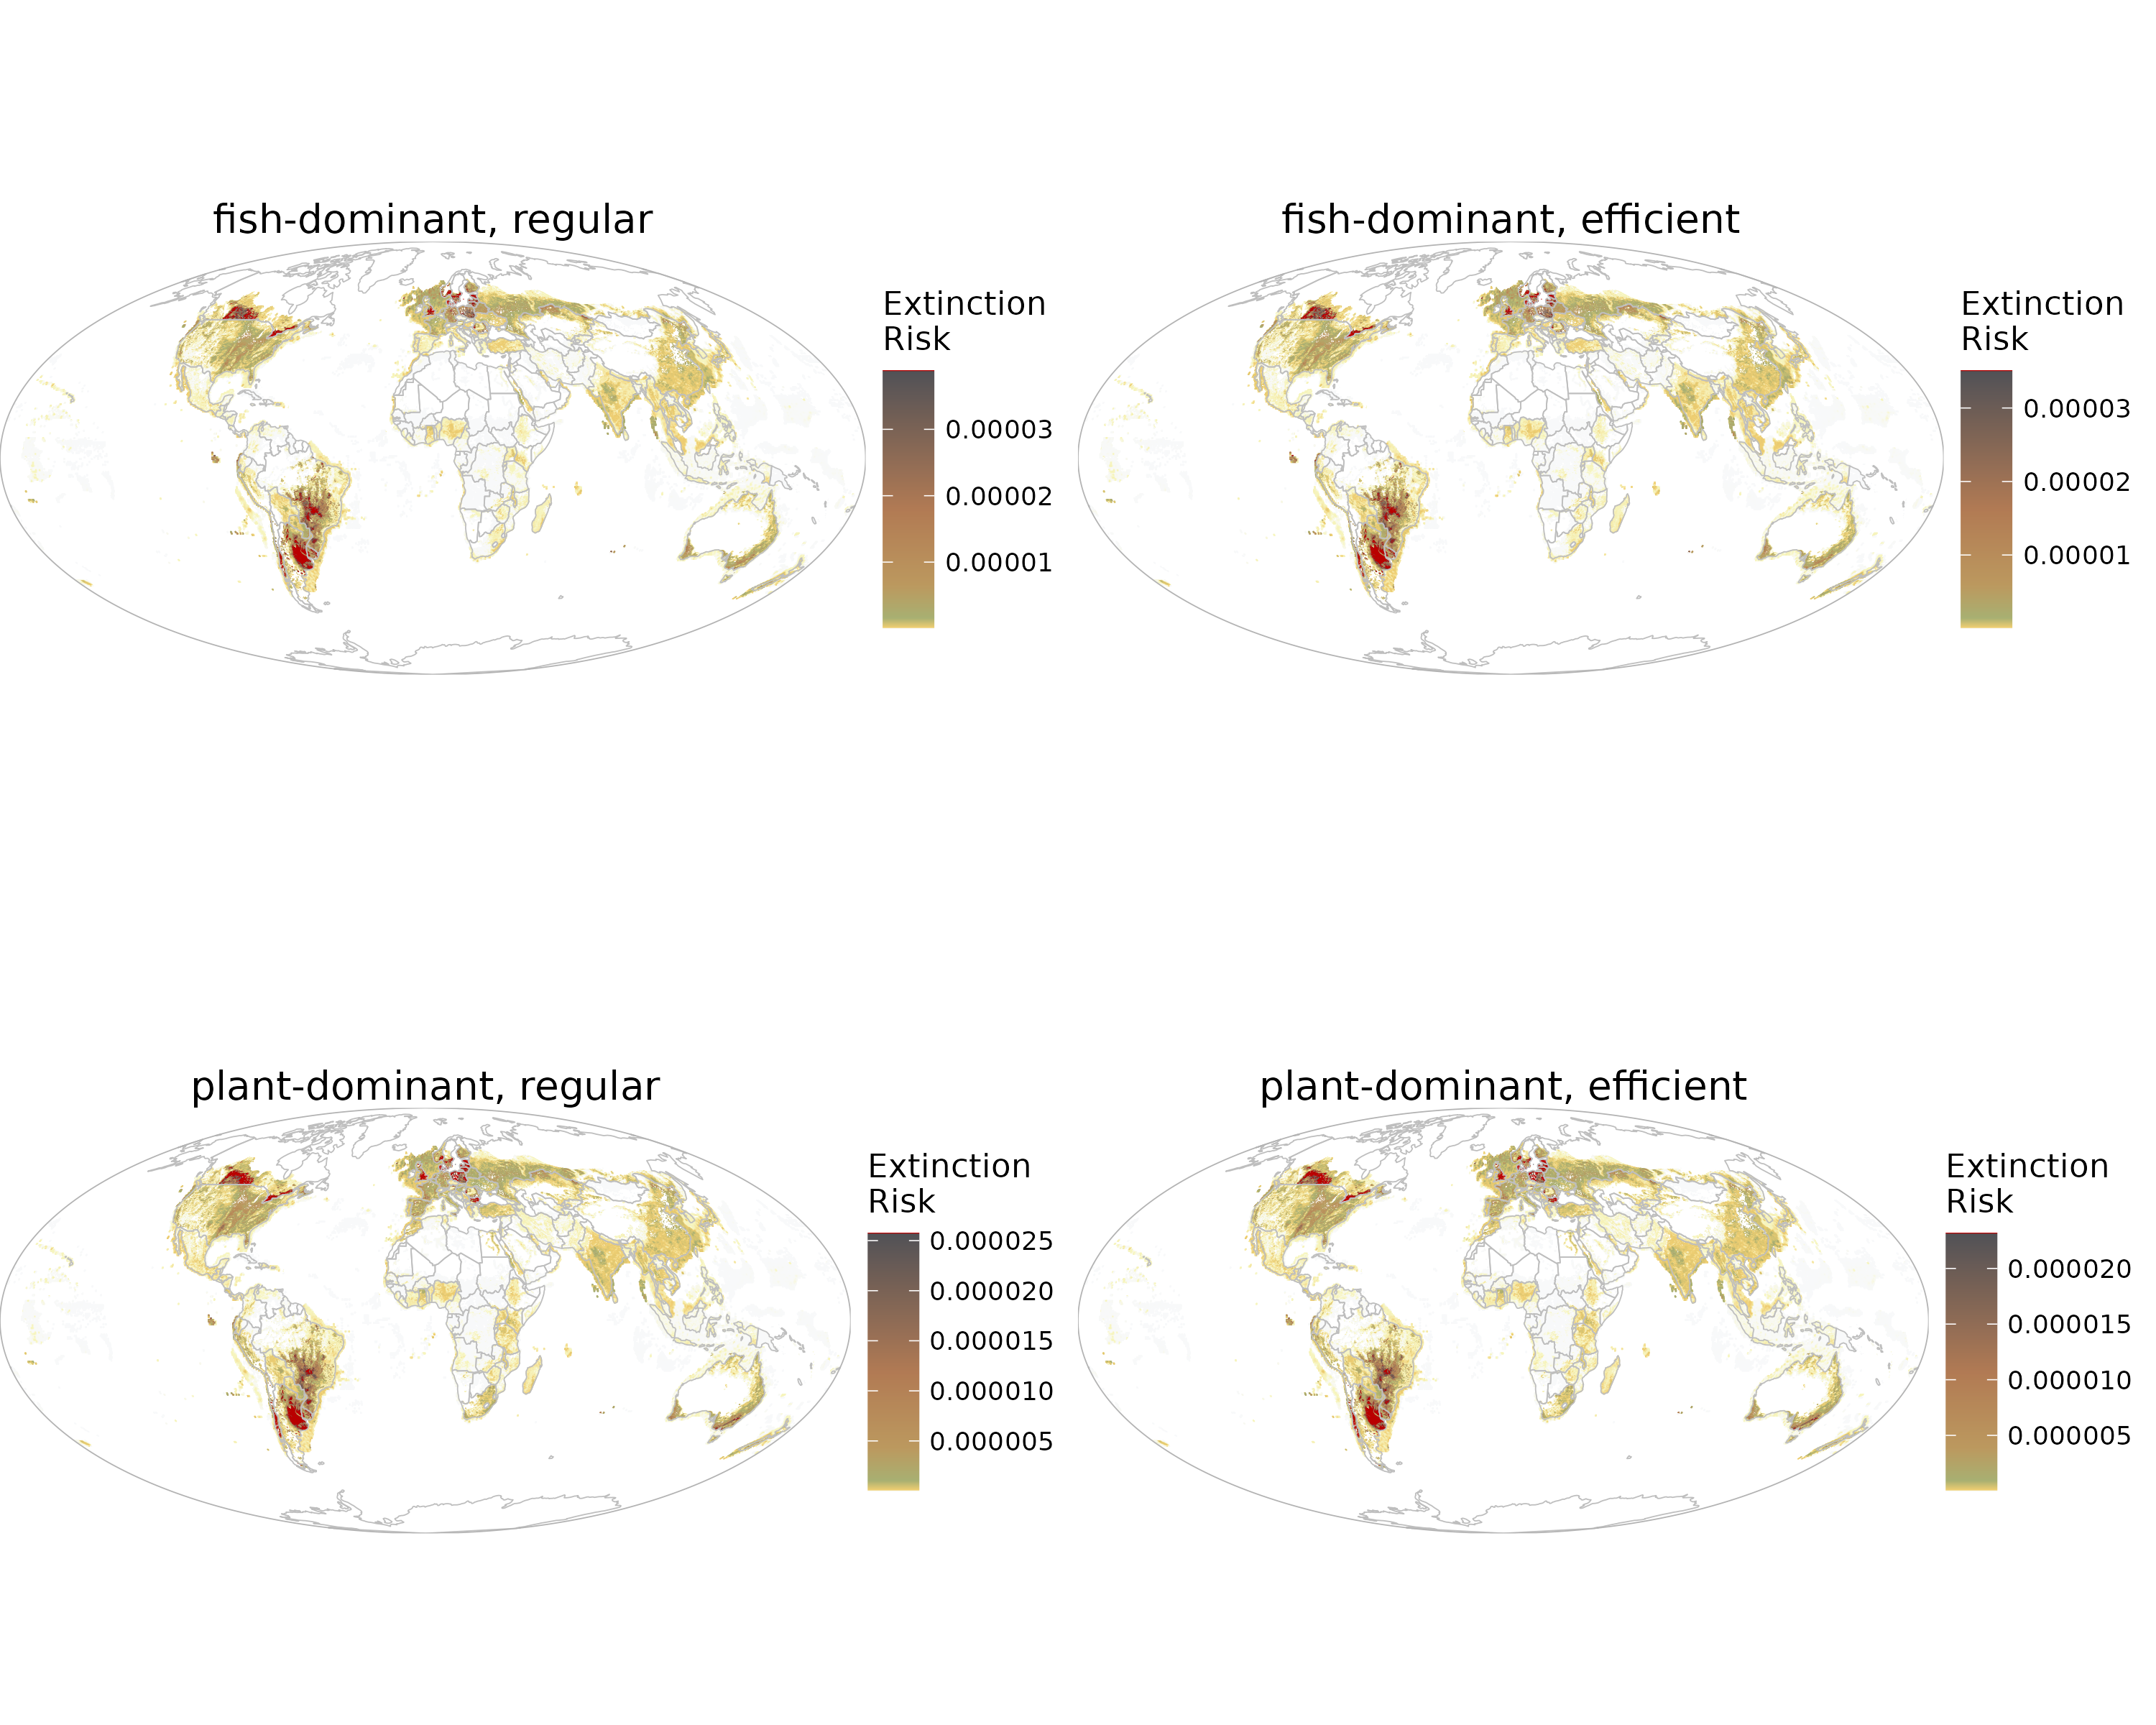 fish-dominant, regular
Extinction
Risk
0.00003
0.00002
0.00001
fish-dominant, efficient
Extinction
Risk
0.00003
0.00002
0.00001
plant-dominant, regular
Extinction
Risk
0.000025
0.000020
0.000015
0.000010
0.000005
plant-dominant, efficient
Extinction
Risk
0.000020
0.000015
0.000010
0.000005